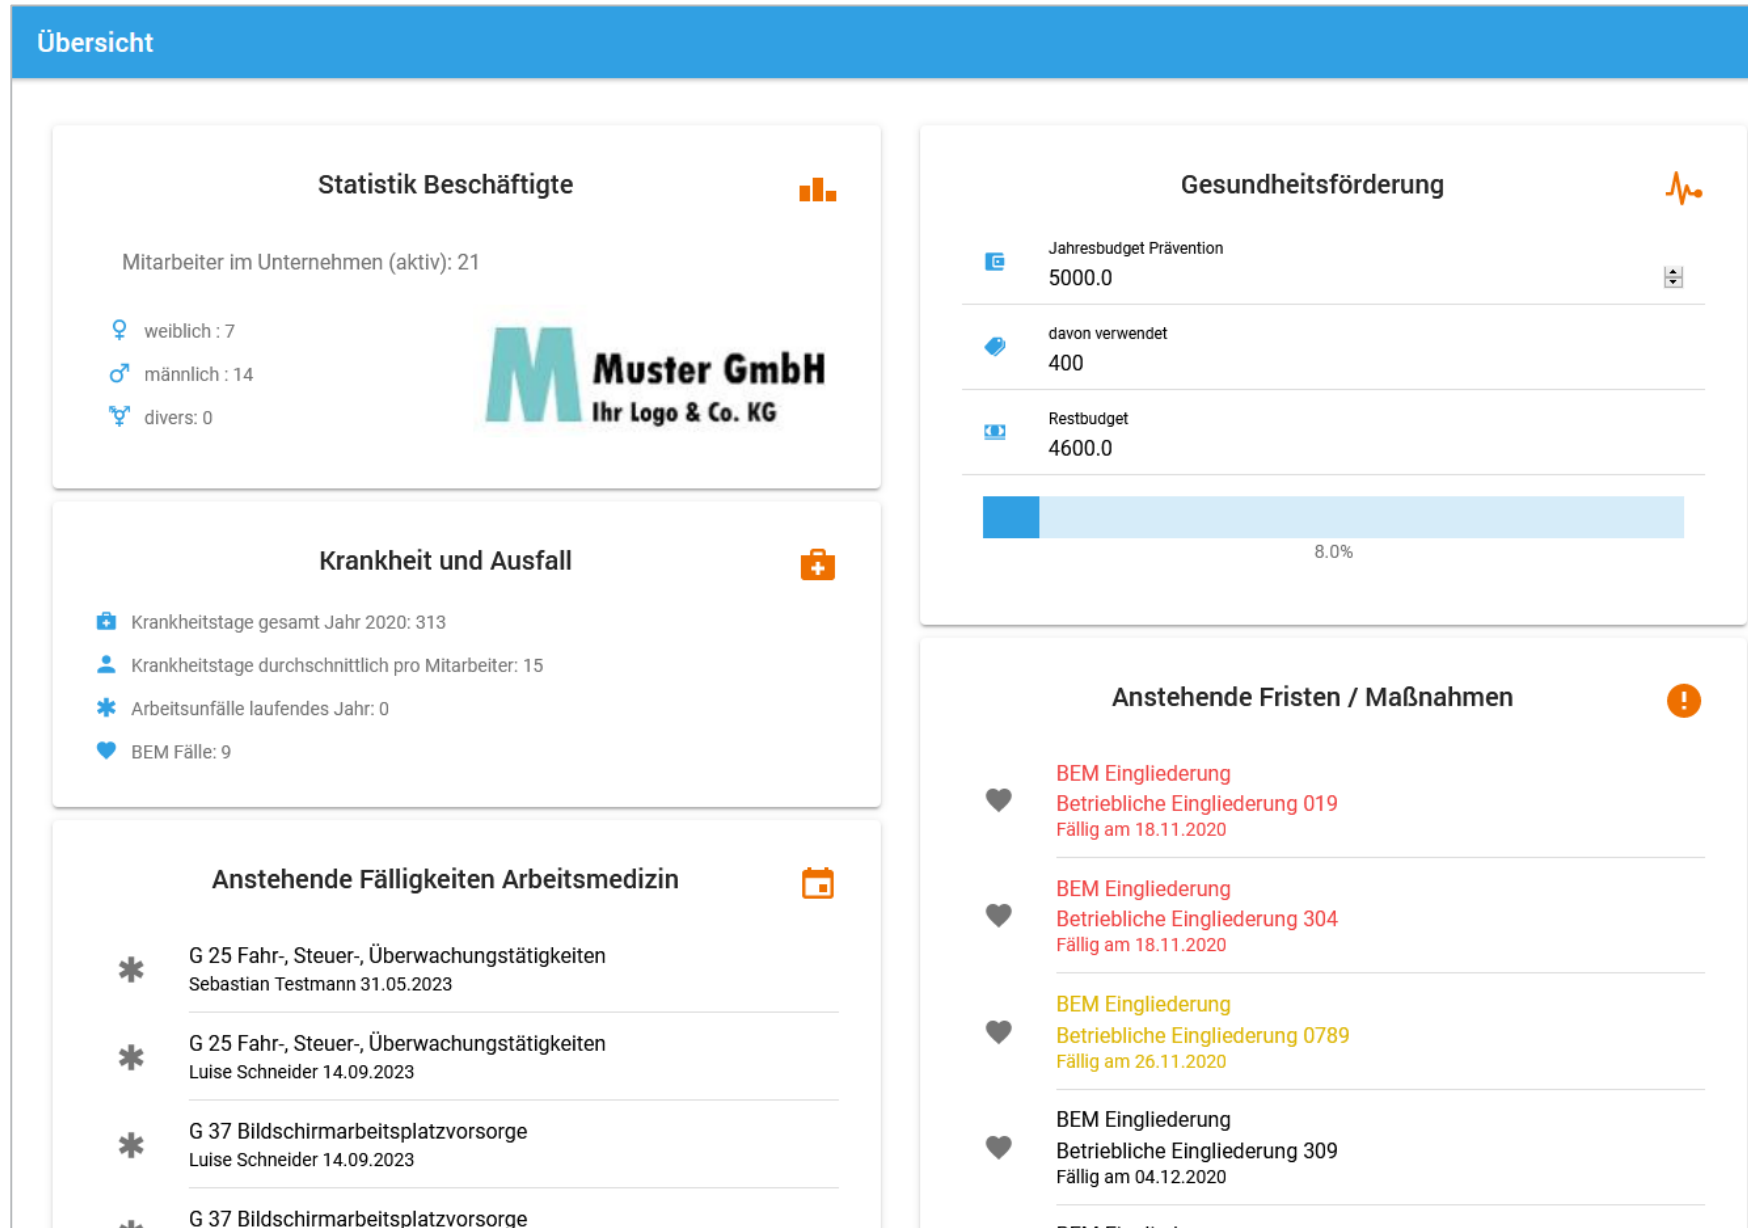 Übersicht
Statistik Beschäftigte
Mitarbeiter im Unternehmen (aktiv): 21
weiblich : 7
männlich : 14
divers: 0
M Muster GmbH
Ihr Logo & Co. KG
Krankheit und Ausfall
Krankheitstage gesamt Jahr 2020: 313
Krankheitstage durchschnittlich pro Mitarbeiter: 15
Arbeitsunfälle laufendes Jahr: 0
BEM Fälle: 9
Anstehende Fälligkeiten Arbeitsmedizin
G 25 Fahr-, Steuer-, Überwachungstätigkeiten
Sebastian Testmann 31.05.2023
G 25 Fahr-, Steuer-, Überwachungstätigkeiten
Luise Schneider 14.09.2023
G 37 Bildschirmarbeitsplatzvorsorge
Luise Schneider 14.09.2023
G 37 Bildschirmarbeitsplatzvorsorge
Gesundheitsförderung
Jahresbudget Prävention
5000.0
davon verwendet
400
Restbudget
4600.0
8.0%
Anstehende Fristen / Maßnahmen
BEM Eingliederung
Betriebliche Eingliederung 019
Fällig am 18.11.2020
BEM Eingliederung
Betriebliche Eingliederung 304
Fällig am 18.11.2020
BEM Eingliederung
Betriebliche Eingliederung 0789
Fällig am 26.11.2020
BEM Eingliederung
Betriebliche Eingliederung 309
Fällig am 04.12.2020